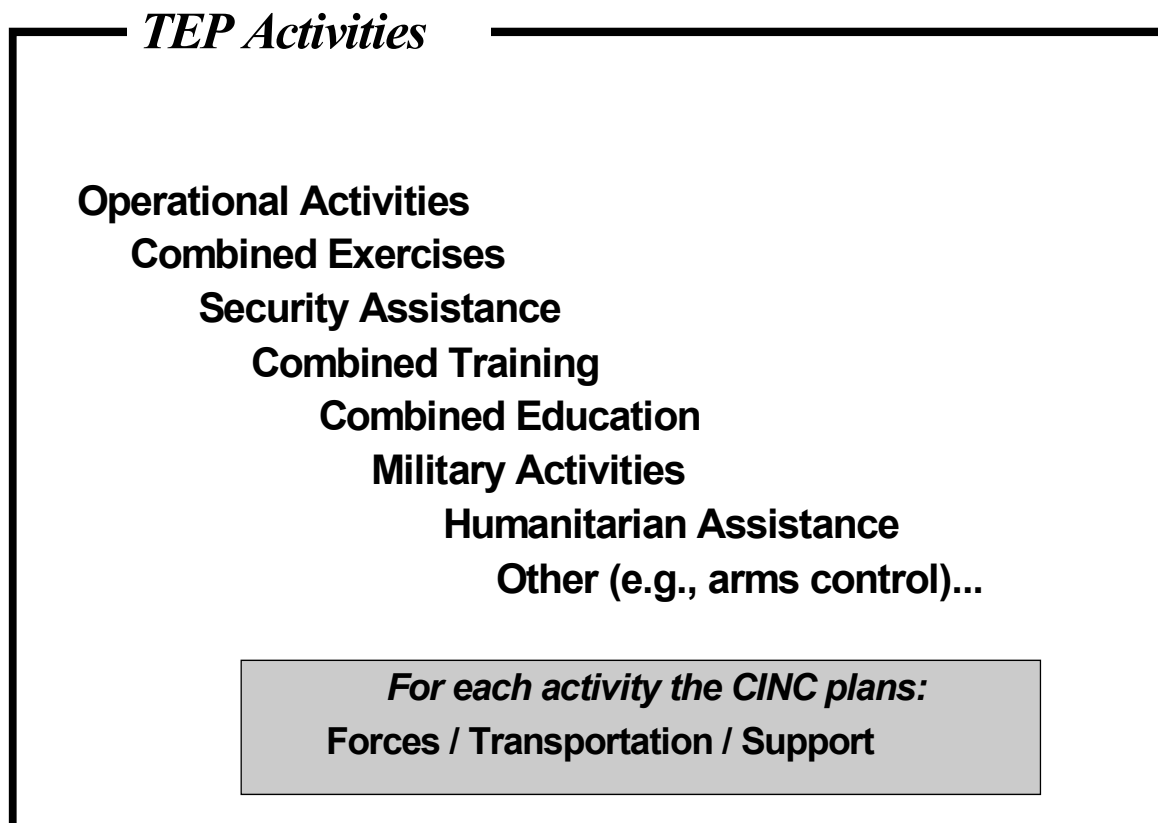 TEP Activities
Operational Activities
Combined Exercises
Security Assistance
Combined Training
Combined Education
Military Activities
Humanitarian Assistance
Other (e.g., arms control)...
For each activity the CINC plans:
Forces / Transportation / Support